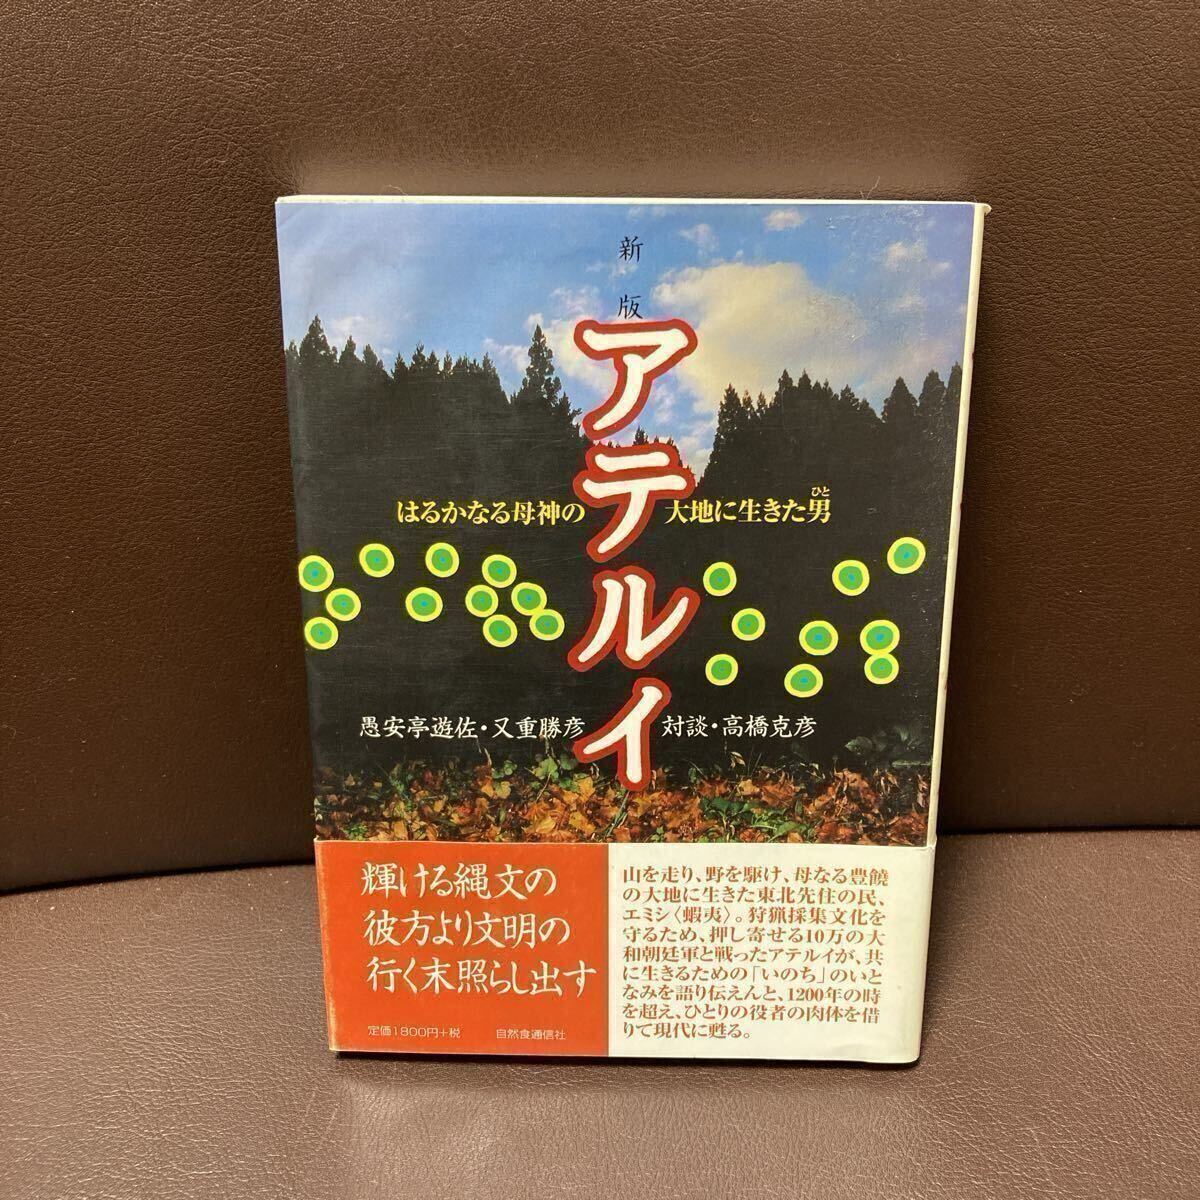 新版
アテルイ
はるかなる母神の大地に生きた男
ひと
愚安亭遊佐・又重勝彦
対談・高橋克彦
輝ける縄文の
彼方より文明の
行く末照らし出す
定価1800円+税
自然食通信社
山を走り、野を駆け、母なる豊饒
の大地に生きた東北先住の民、
エミシ〈蝦夷〉。狩猟採集文化を
守るため、押し寄せる10万の大
和朝廷軍と戦ったアテルイが、共
に生きるための「いのち」のいと
なみを語り伝えんと、1200年の時
を超え、ひとりの役者の肉体を借
りて現代に甦る。